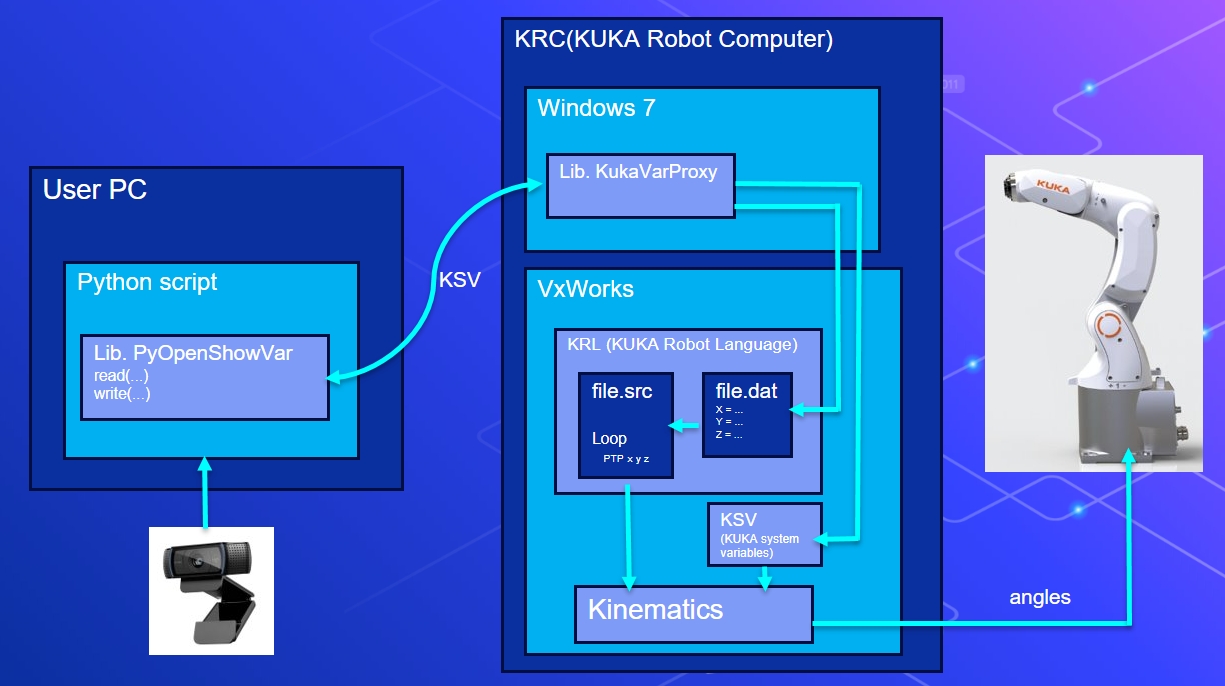 KRC(KUKA Robot Computer)
Windows 7
Lib. KukaVarProxy
User PC
Python script
Lib. PyOpenShowVar
read(...)
write(...)
KSV
VxWorks
KRL (KUKA Robot Language)
file.src
Loop
PTP x y z
file.dat
X = ...
Y = ...
Z = ...
KSV
(KUKA system
variables)
Kinematics
angles
KUKA
011